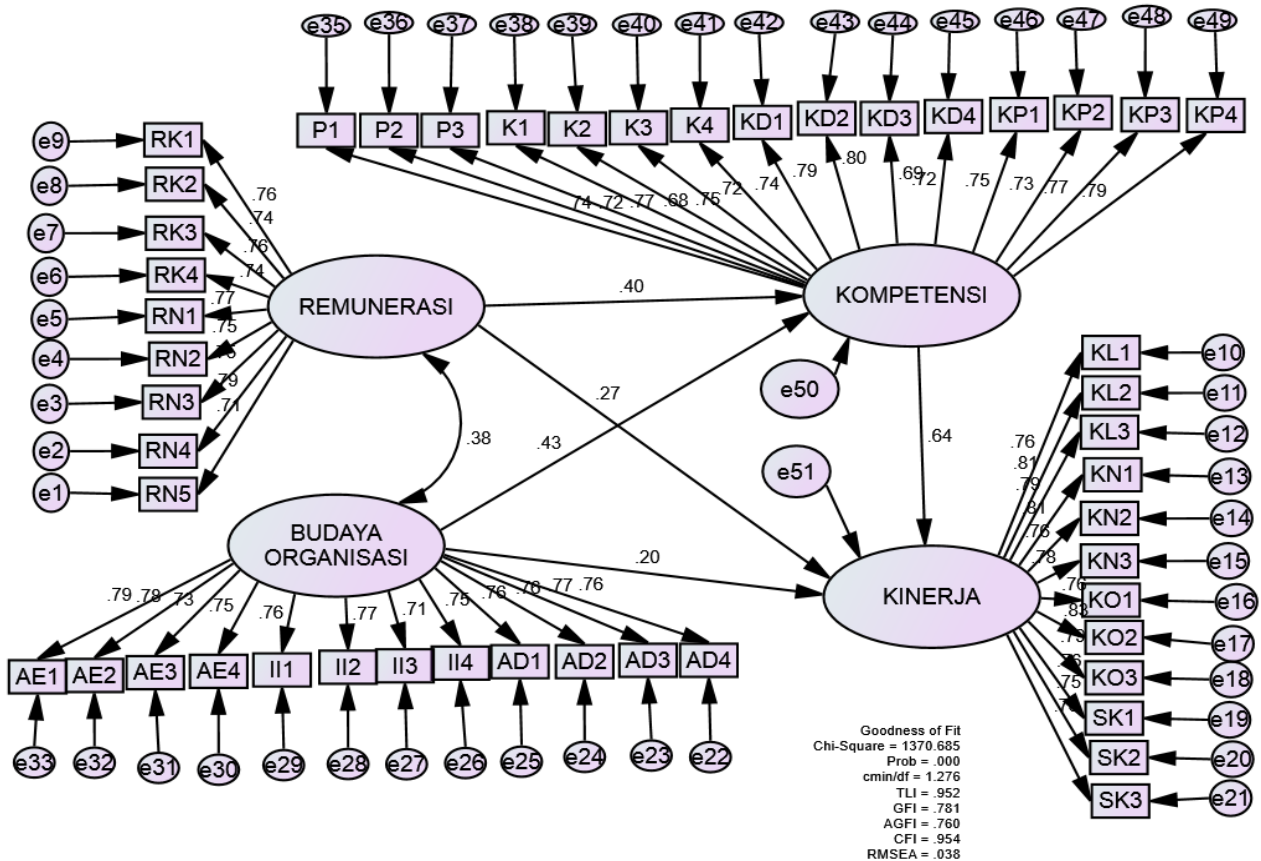 e35 e36 e37 e38 e39 e40 e41 e42 e43 e44 e45 e46 e47 e48 e49
P1 P2 P3 K1 K2 K3 K4 KD1 KD2 KD3 KD4 KP1 KP2 KP3 KP4
.74 .72 .77 .68 .75 .72 .74 .79 .80 .69 .72 .75 .73 .77 .79
e9 RK1
e8 RK2
e7 RK3
e6 RK4
e5 RN1
e4 RN2
e3 RN3
e2 RN4
e1 RN5
.76
.74
.76
.74
.77
.75
.79
.71
REMUNERASI
.40
KOMPETENSI
e50
.27
.38
.43
.64
e51
BUDAYA
ORGANISASI
.20
KINERJA
KL1 e10
KL2 e11
KL3 e12
KN1 e13
KN2 e14
KN3 e15
KO1 e16
KO2 e17
KO3 e18
SK1 e19
SK2 e20
SK3 e21
.76
.81
.79
.81
.76
.78
.76
.83
.75
.79 .78 .73 .75 .76 .77 .71 .75 .76 .78 .77 .76
AE1 AE2 AE3 AE4 II1 II2 II3 II4 AD1 AD2 AD3 AD4
e33 e32 e31 e30 e29 e28 e27 e26 e25 e24 e23 e22
Goodness of Fit
Chi-Square = 1370.685
Prob = .000
cmin/df = 1.276
TLI = .952
GFI = .781
AGFI = .760
CFI = .954
RMSEA = .038